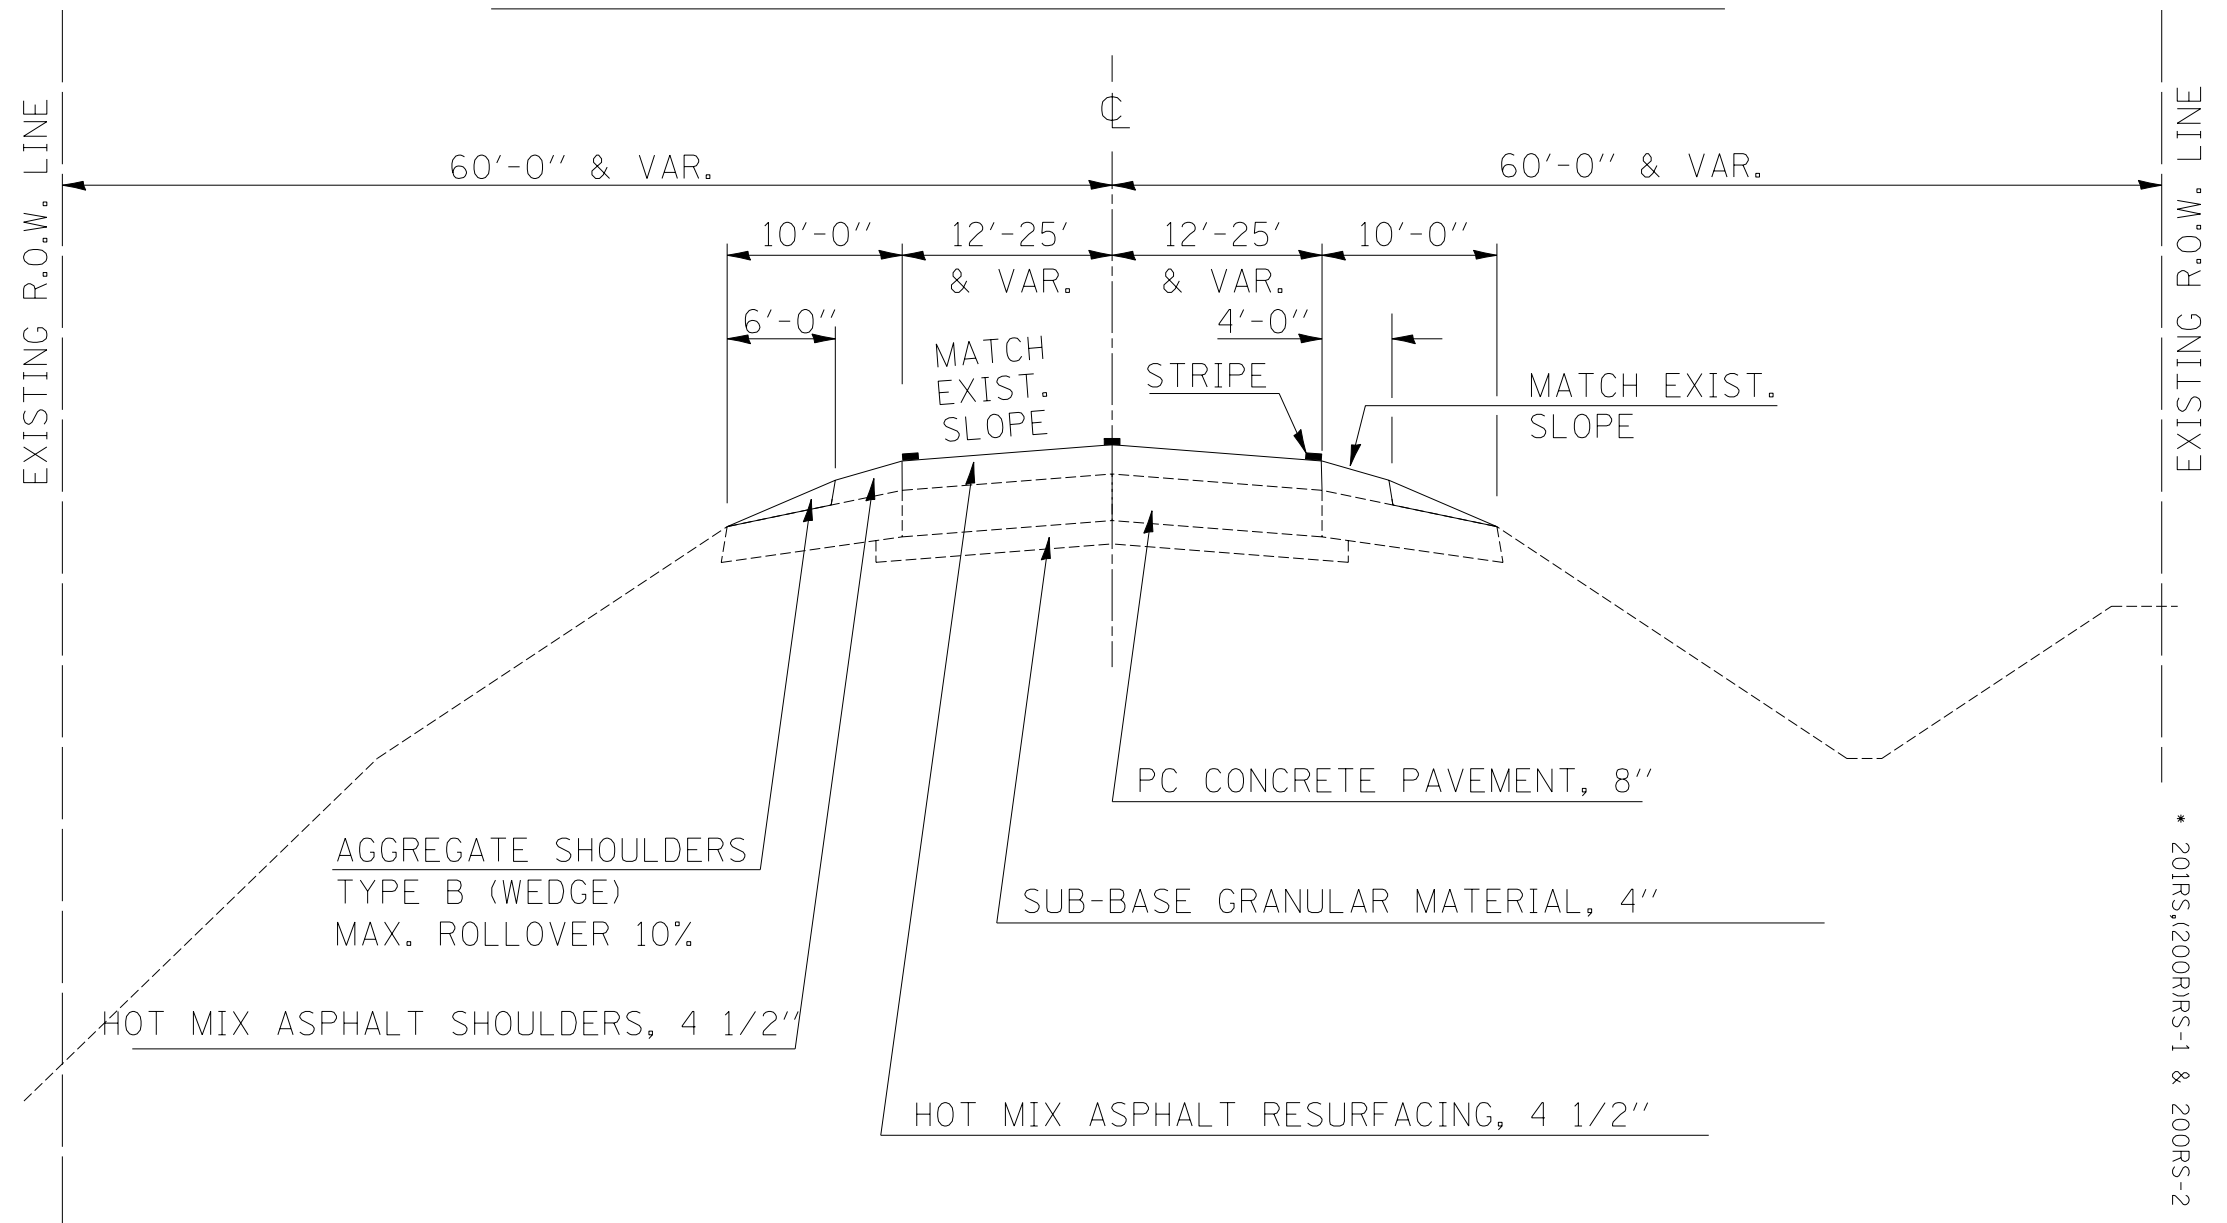 EXISTING R.O.W. LINE
℄
60'-0" & VAR.
60'-0" & VAR.
EXISTING R.O.W. LINE
10'-0"
12'-25'
& VAR.
12'-25'
& VAR.
10'-0"
6'-0"
4'-0"
MATCH
EXIST.
SLOPE
STRIPE
MATCH EXIST.
SLOPE
PC CONCRETE PAVEMENT, 8"
AGGREGATE SHOULDERS
TYPE B (WEDGE)
MAX. ROLLOVER 10%
SUB-BASE GRANULAR MATERIAL, 4"
HOT MIX ASPHALT SHOULDERS, 4 1/2"
HOT MIX ASPHALT RESURFACING, 4 1/2"
* 201RS,(200R)RS-1 & 200RS-2